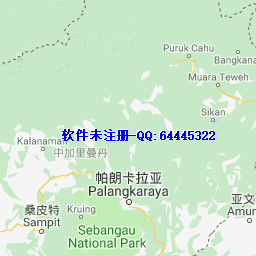 Puruk Cahu
Bangkana
Muara Teweh
Sikan
软件未注册-QQ:64445322
Kalanaman
中加里曼丹
帕朗卡拉亚
Palangkaraya
桑皮特
Sampit
Kruing
亚文
Amun
Sebangau
National Park